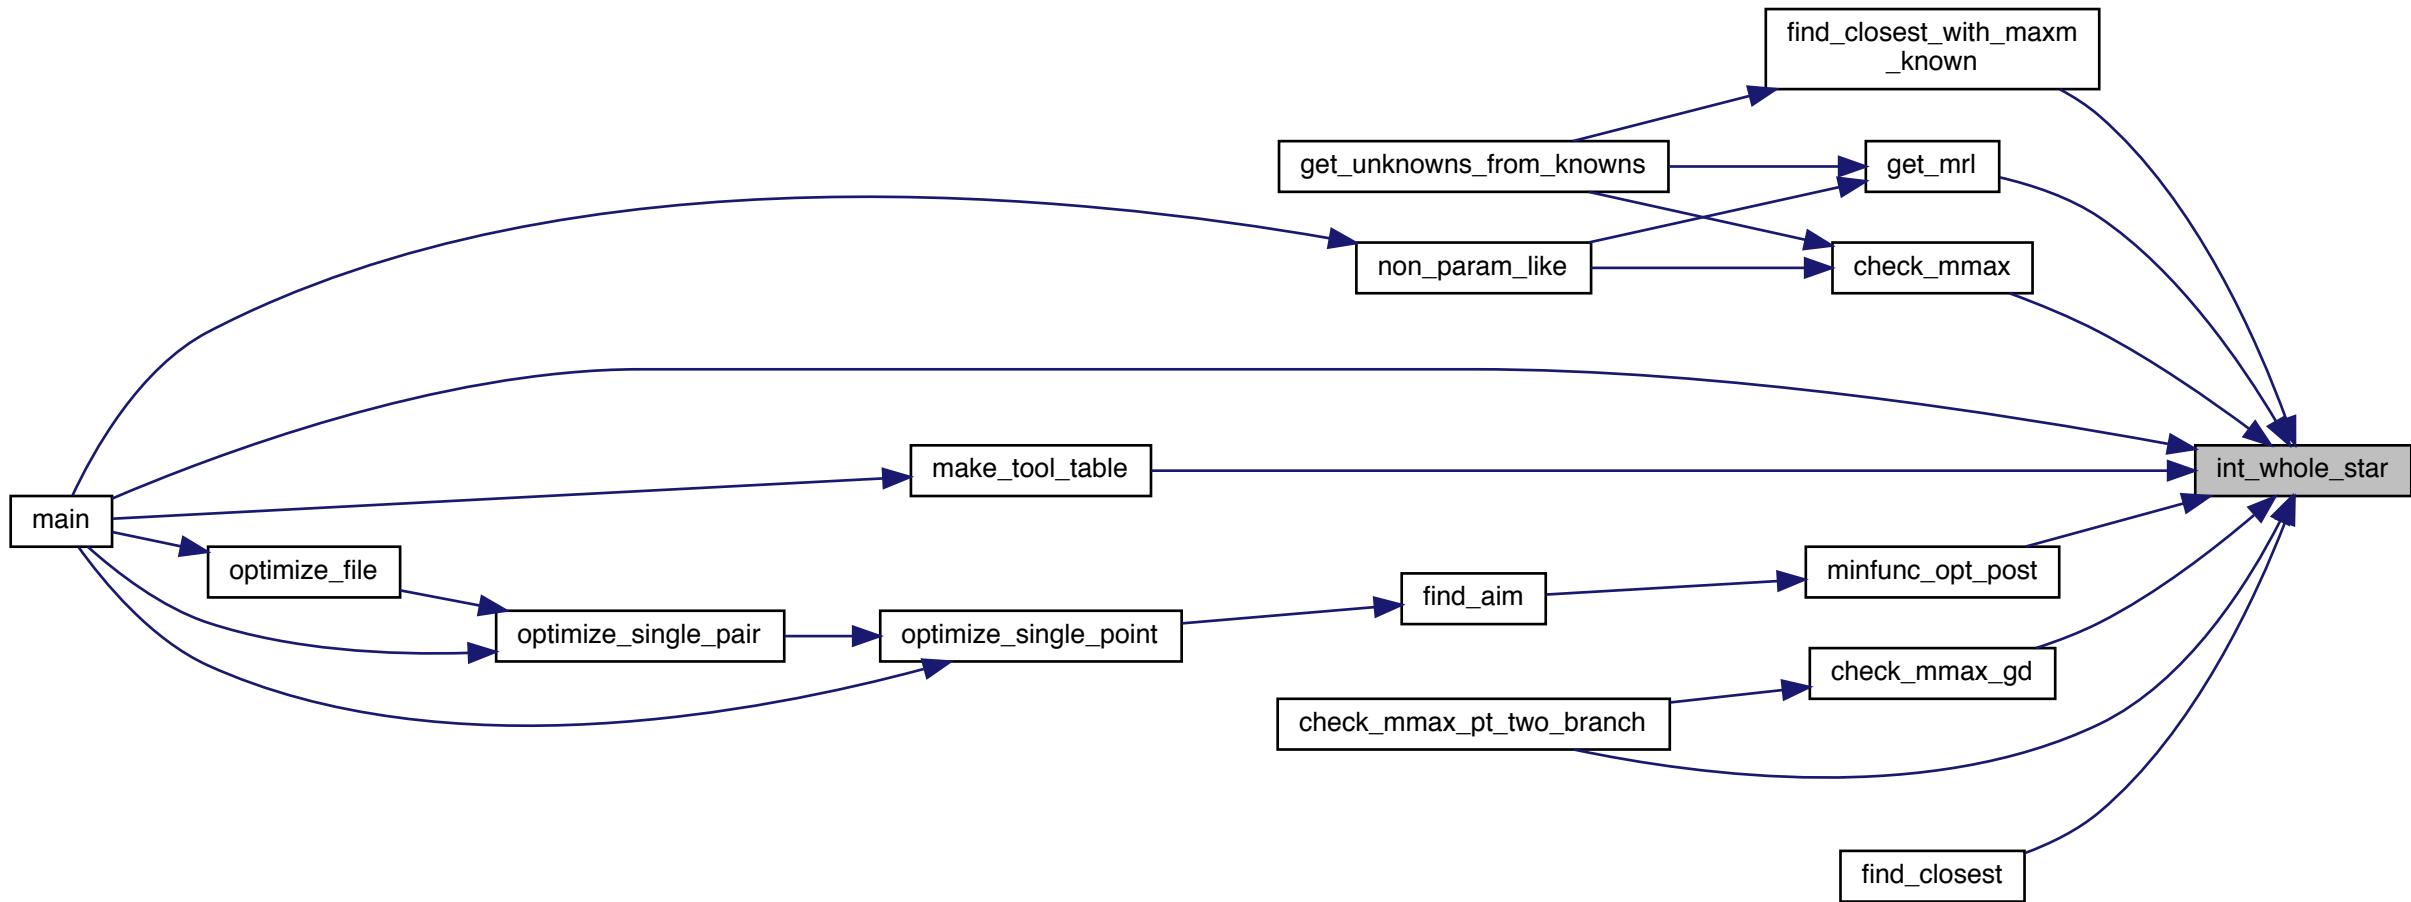 find_closest_with_maxm
_known
get_unknowns_from_knowns
get_mrl
non_param_like
check_mmax
make_tool_table
int_whole_star
main
optimize_file
find_aim
minfunc_opt_post
optimize_single_pair
optimize_single_point
check_mmax_gd
check_mmax_pt_two_branch
find_closest